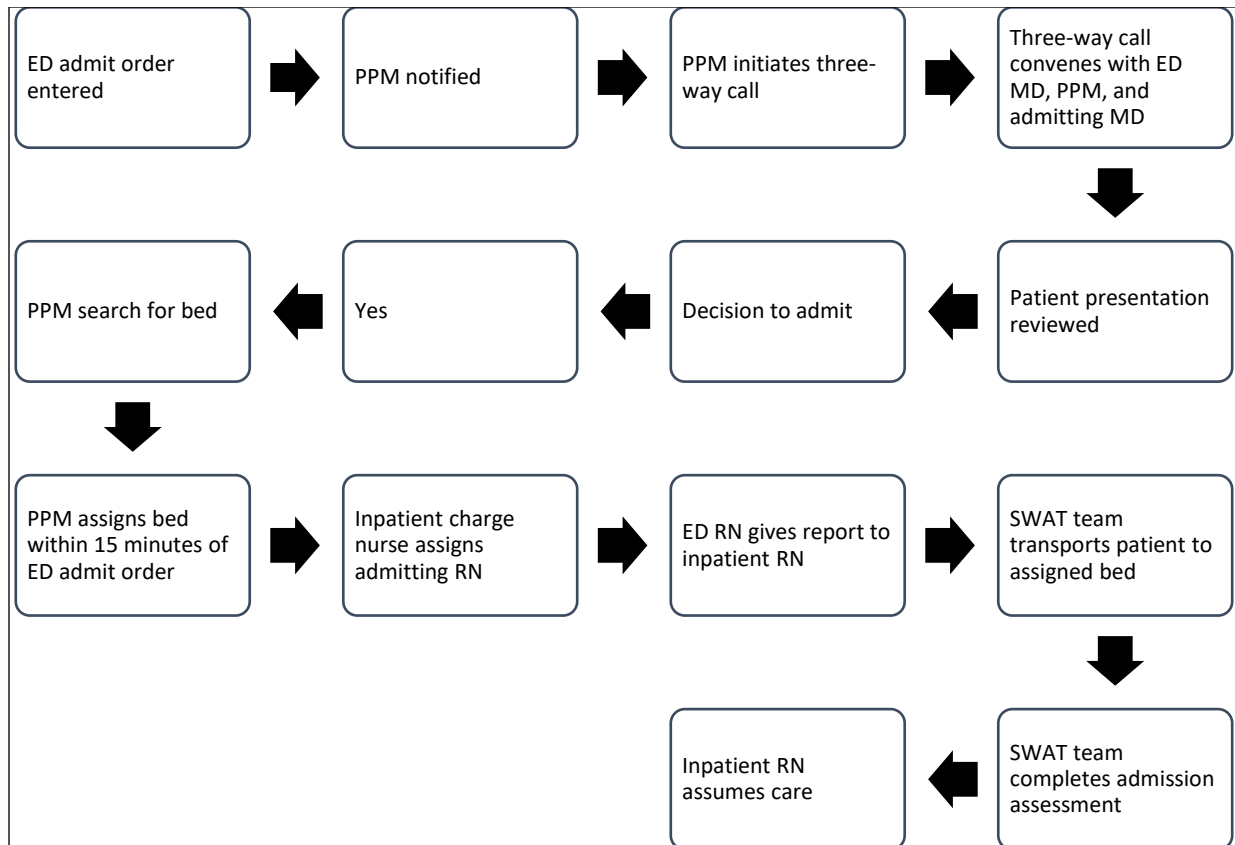 ED admit order
entered
PPM notified
PPM initiates three-
way call
Three-way call
convenes with ED
MD, PPM, and
admitting MD
Patient presentation
reviewed
Decision to admit
Yes
PPM search for bed
PPM assigns bed
within 15 minutes of
ED admit order
Inpatient charge
nurse assigns
admitting RN
ED RN gives report to
inpatient RN
SWAT team
transports patient to
assigned bed
SWAT team
completes admission
assessment
Inpatient RN
assumes care